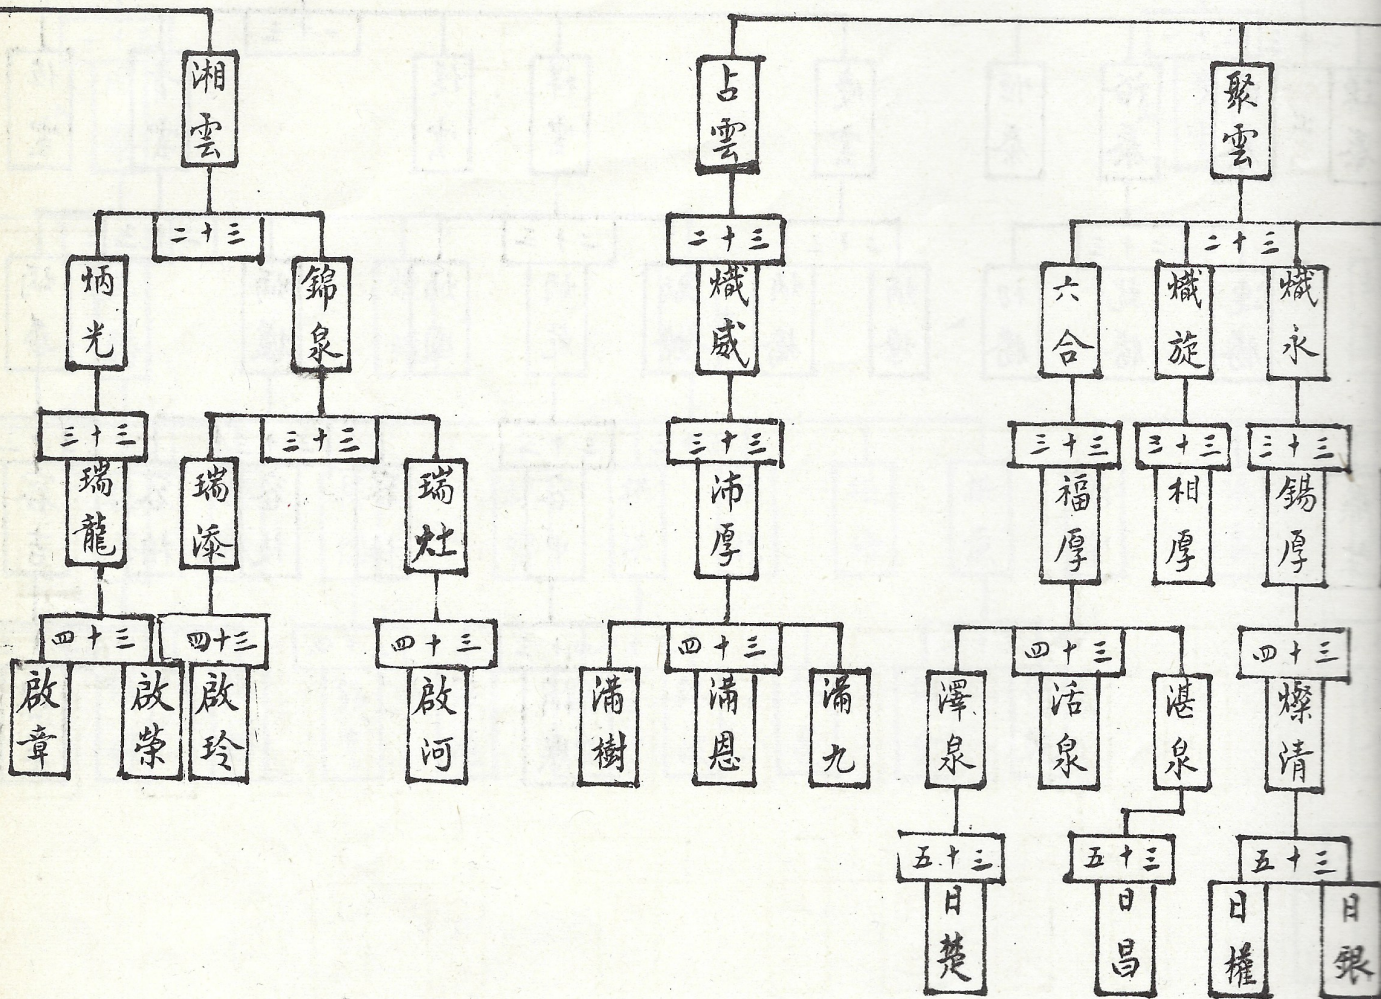 聚雲
占雲
湘雲
三十二
三十二
三十二
熾永
熾旋
六合
熾威
錦泉
炳光
三十三
三十三
三十三
三十三
三十三
三十三
錫厚
相厚
福厚
沛厚
瑞灶
瑞添
瑞龍
三十四
三十四
三十四
三十四
三十四
三十四
燦清
湛泉
活泉
澤泉
滿九
滿恩
滿樹
啟河
啟玲
啟榮
啟章
三十五
三十五
三十五
日銀
日權
日昌
日楚